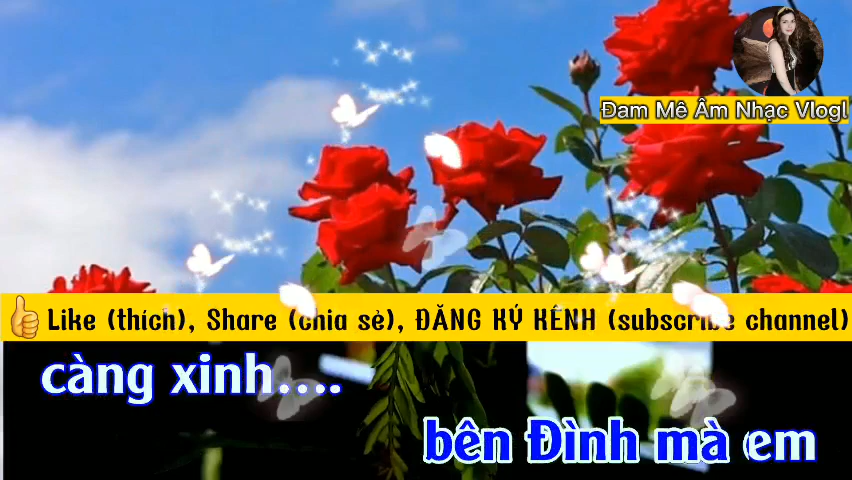 Đam Mê Âm Nhạc Vlogl
Like (thích), Share (chia sẻ), ĐĂNG KÝ KÊNH (subscribe channel)
càng xinh....
bên Đình mà em